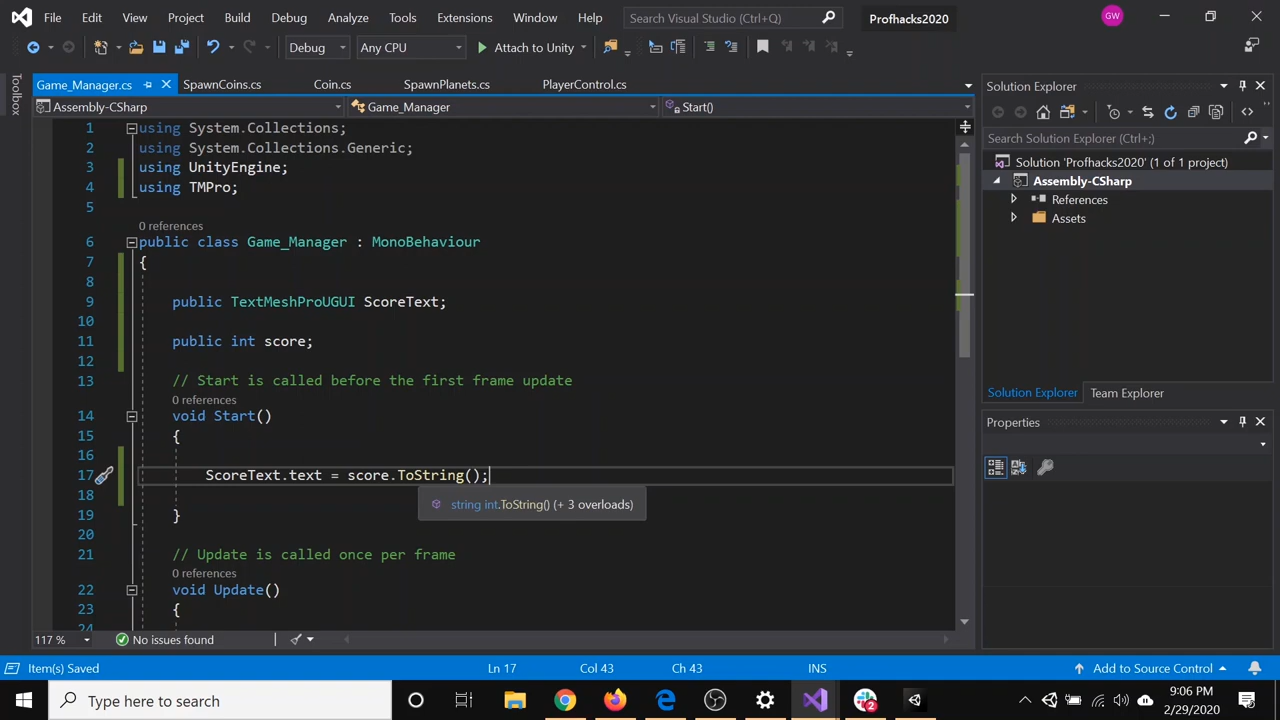 File Edit View Project Build Debug Analyze Tools Extensions Window Help Search Visual Studio (Ctrl+Q) Profhacks2020 GW
Debug Any CPU Attach to Unity
Toolbox
Game_Manager.cs SpawnCoins.cs Coin.cs SpawnPlanets.cs PlayerControl.cs
Assembly-CSharp Game_Manager Start()
1 using System.Collections;
2 using System.Collections.Generic;
3 using UnityEngine;
4 using TMPro;
5
0 references
6 public class Game_Manager : MonoBehaviour
7 {
8
9 public TextMeshProUGUI ScoreText;
10
11 public int score;
12
13 // Start is called before the first frame update
0 references
14 void Start()
15 {
16
17 ScoreText.text = score.ToString();
18
string int.ToString() (+ 3 overloads)
19 }
20
21 // Update is called once per frame
0 references
22 void Update()
23 {
24
117 % No issues found
Solution Explorer
Search Solution Explorer (Ctrl+;)
Solution 'Profhacks2020' (1 of 1 project)
Assembly-CSharp
References
Assets
Solution Explorer Team Explorer
Properties
Item(s) Saved Ln 17 Col 43 Ch 43 INS Add to Source Control
Type here to search 2 9:06 PM
2/29/2020